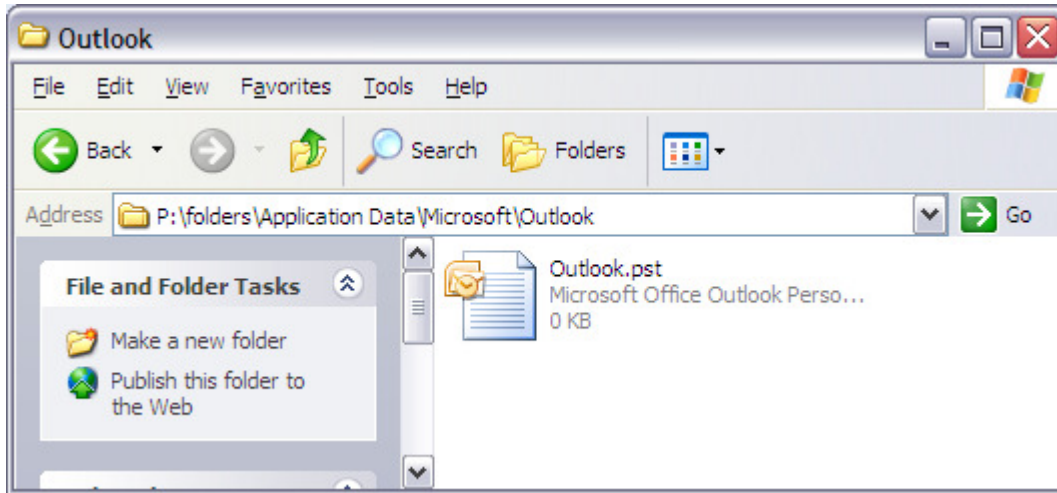 Outlook
File Edit View Favorites Tools Help
Back Search Folders
Address P:\folders\Application Data\Microsoft\Outlook Go
File and Folder Tasks
Make a new folder
Publish this folder to
the Web
Outlook.pst
Microsoft Office Outlook Perso...
0 KB